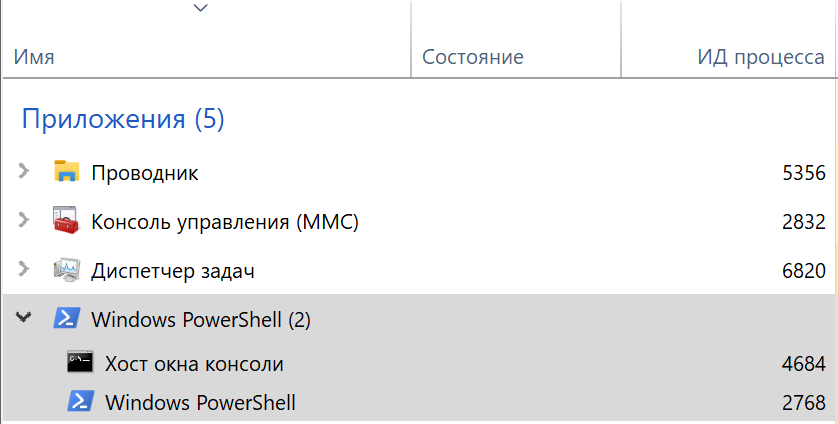 Имя Состояние ИД процесса
Приложения (5)
Проводник 5356
Консоль управления (MMC) 2832
Диспетчер задач 6820
Windows PowerShell (2)
Хост окна консоли 4684
Windows PowerShell 2768